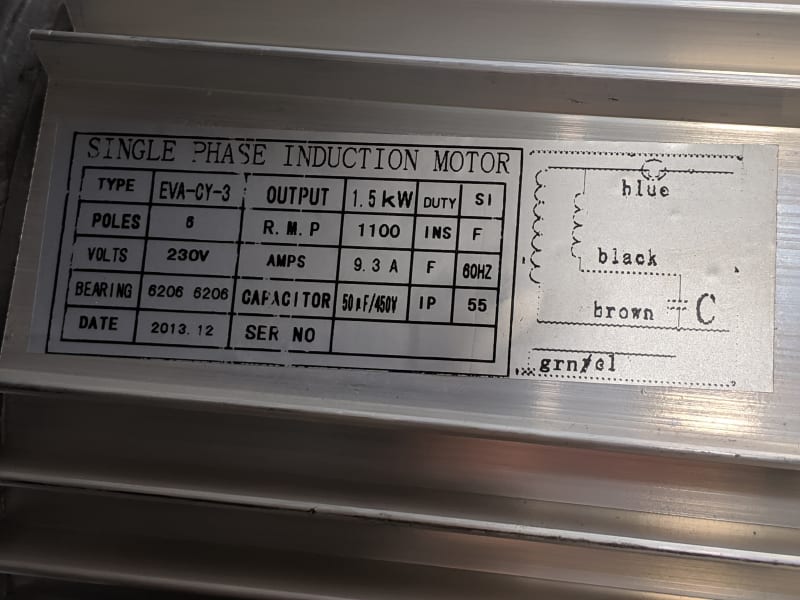 SINGLE PHASE INDUCTION MOTOR
TYPE EVA-CY-3 OUTPUT 1.5kW DUTY SI
POLES 6 R.M.P 1100 INS F
VOLTS 230V AMPS 9.3 A F 60HZ
BEARING 6206 6206 CAPACITOR 50µF/450V IP 55
DATE 2013.12 SER NO
blue
black
brown C
grn/el